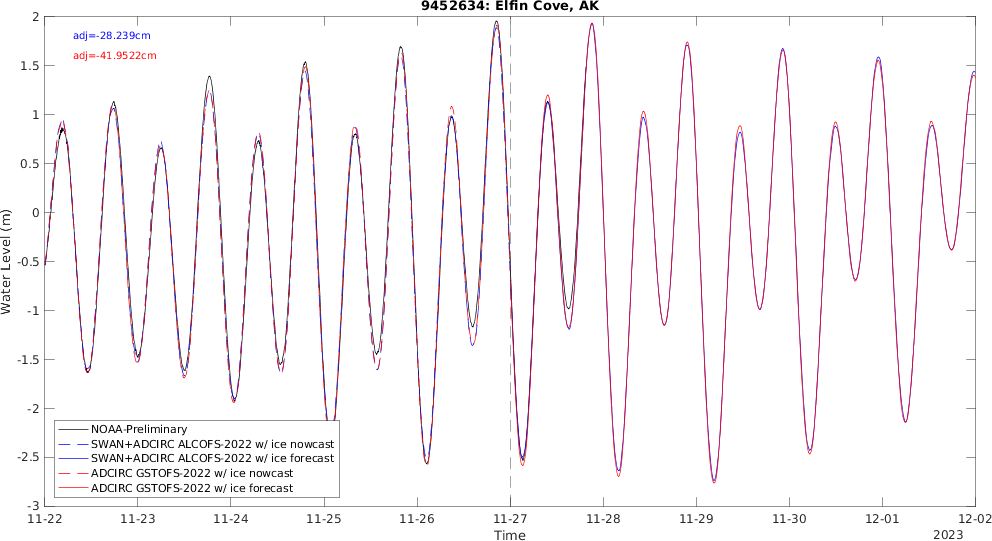 9452634: Elfin Cove, AK
adj=-28.239cm
adj=-41.9522cm
2
1.5
1
0.5
0
-0.5
-1
-1.5
-2
-2.5
-3
Water Level (m)
NOAA-Preliminary
SWAN+ADCIRC ALCOFS-2022 w/ ice nowcast
SWAN+ADCIRC ALCOFS-2022 w/ ice forecast
ADCIRC GSTOFS-2022 w/ ice nowcast
ADCIRC GSTOFS-2022 w/ ice forecast
11-22 11-23 11-24 11-25 11-26 11-27 11-28 11-29 11-30 12-01 12-02
Time
2023